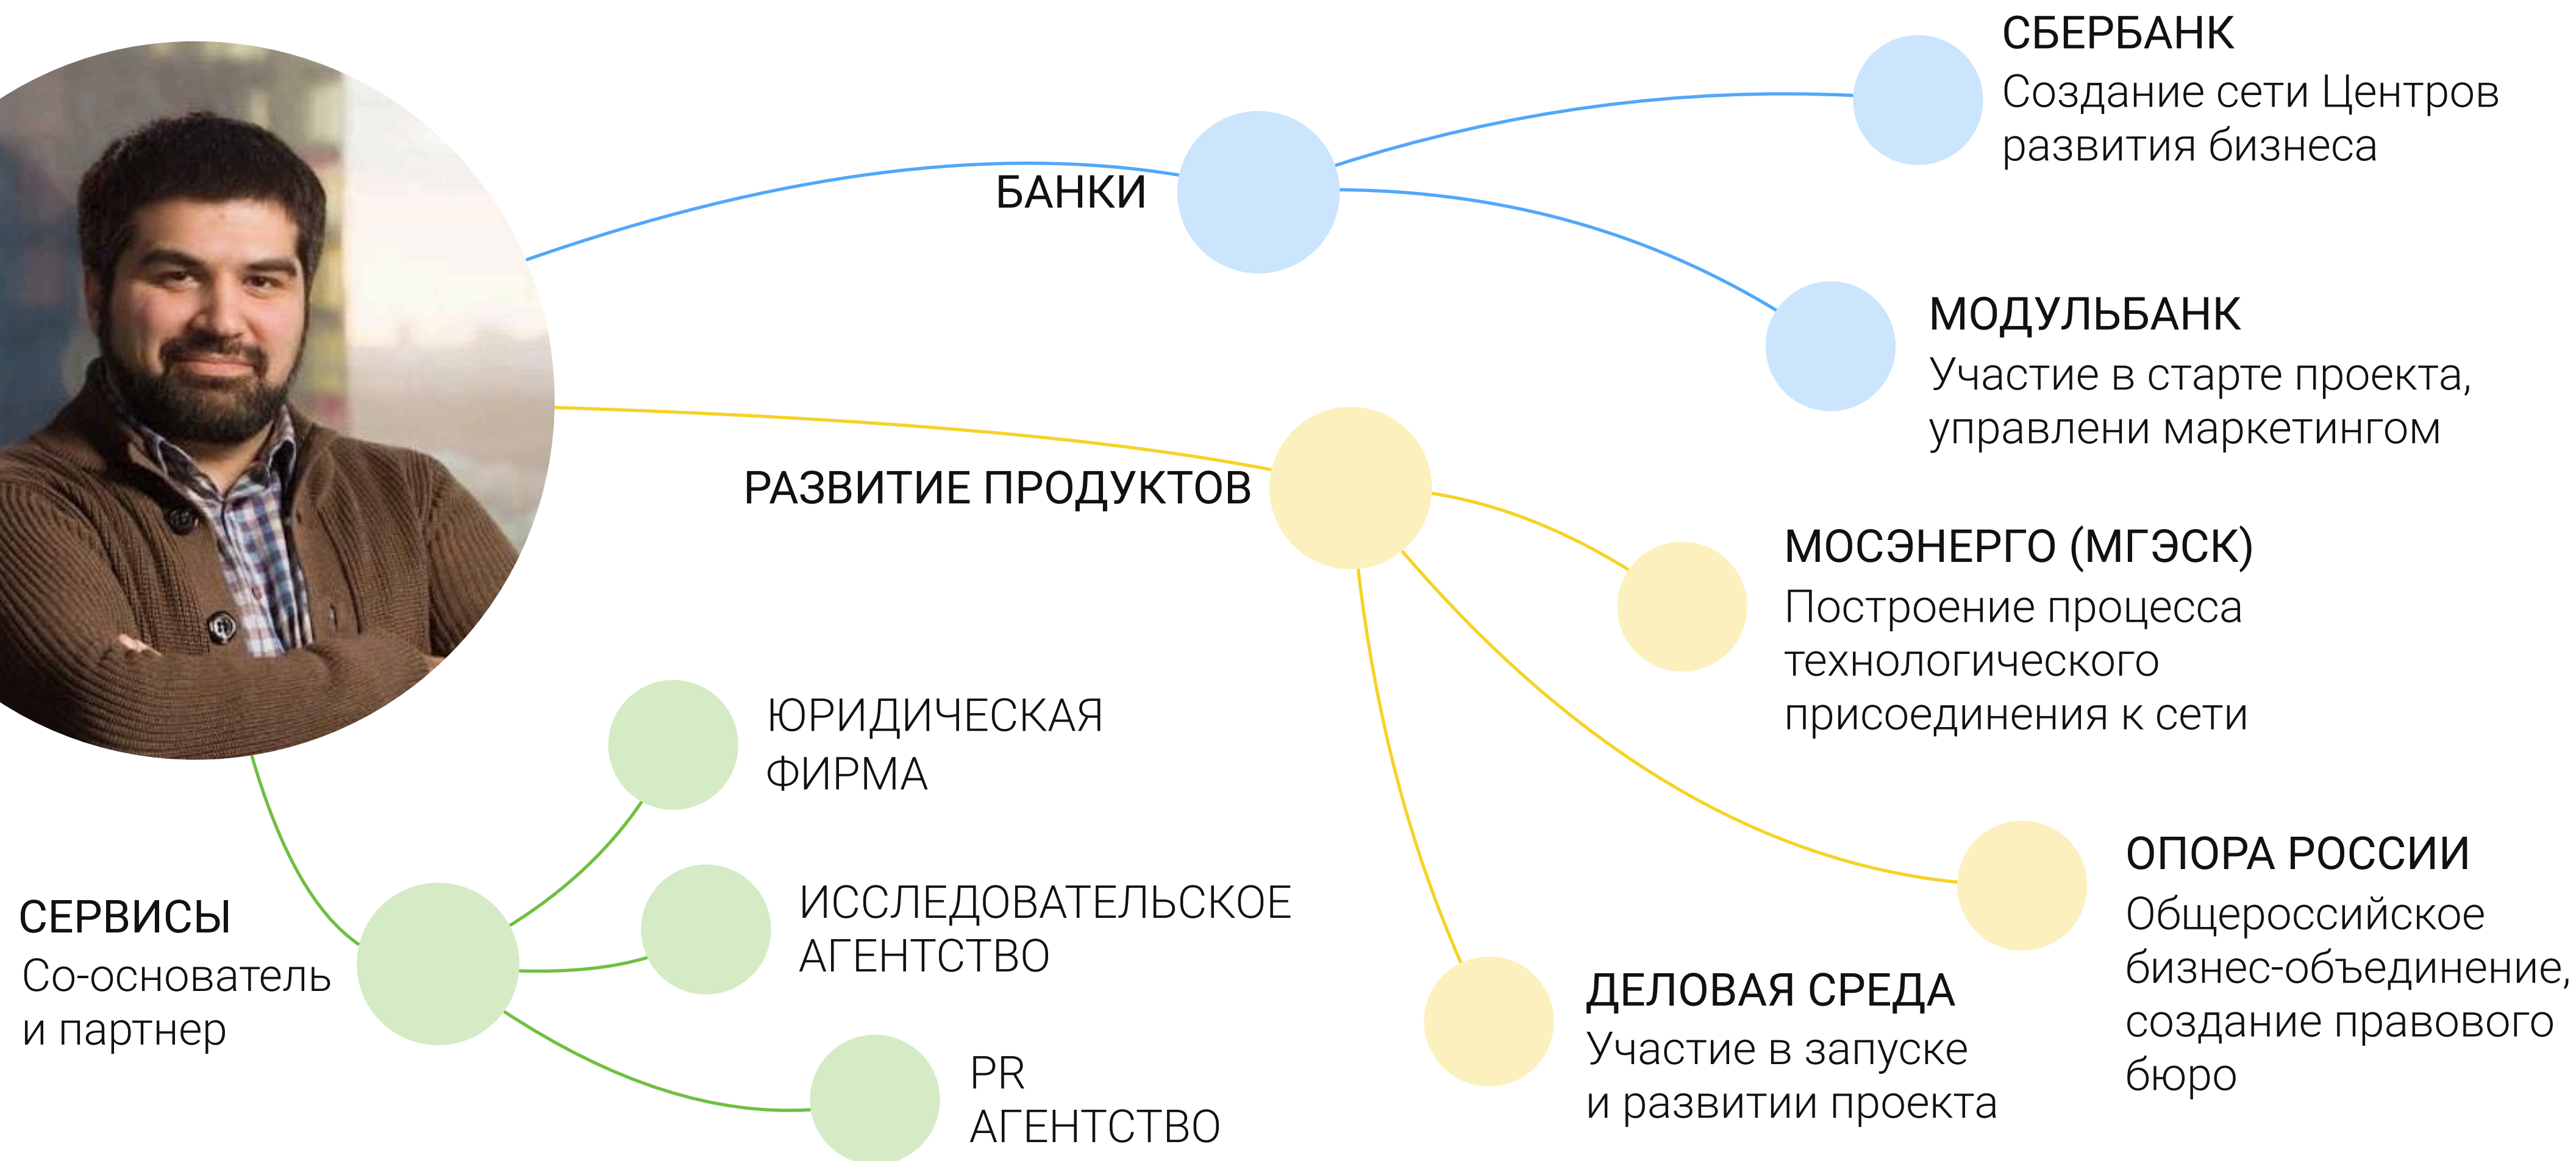 СБЕРБАНК
Создание сети Центров
развития бизнеса
БАНКИ
МОДУЛЬБАНК
Участие в старте проекта,
управлени маркетингом
РАЗВИТИЕ ПРОДУКТОВ
МОСЭНЕРГО (МГЭСК)
Построение процесса
технологического
присоединения к сети
ОПОРА РОССИИ
Общероссийское
бизнес-объединение,
создание правового
бюро
ДЕЛОВАЯ СРЕДА
Участие в запуске
и развитии проекта
СЕРВИСЫ
Со-основатель
и партнер
ЮРИДИЧЕСКАЯ
ФИРМА
ИССЛЕДОВАТЕЛЬСКОЕ
АГЕНТСТВО
PR
АГЕНТСТВО